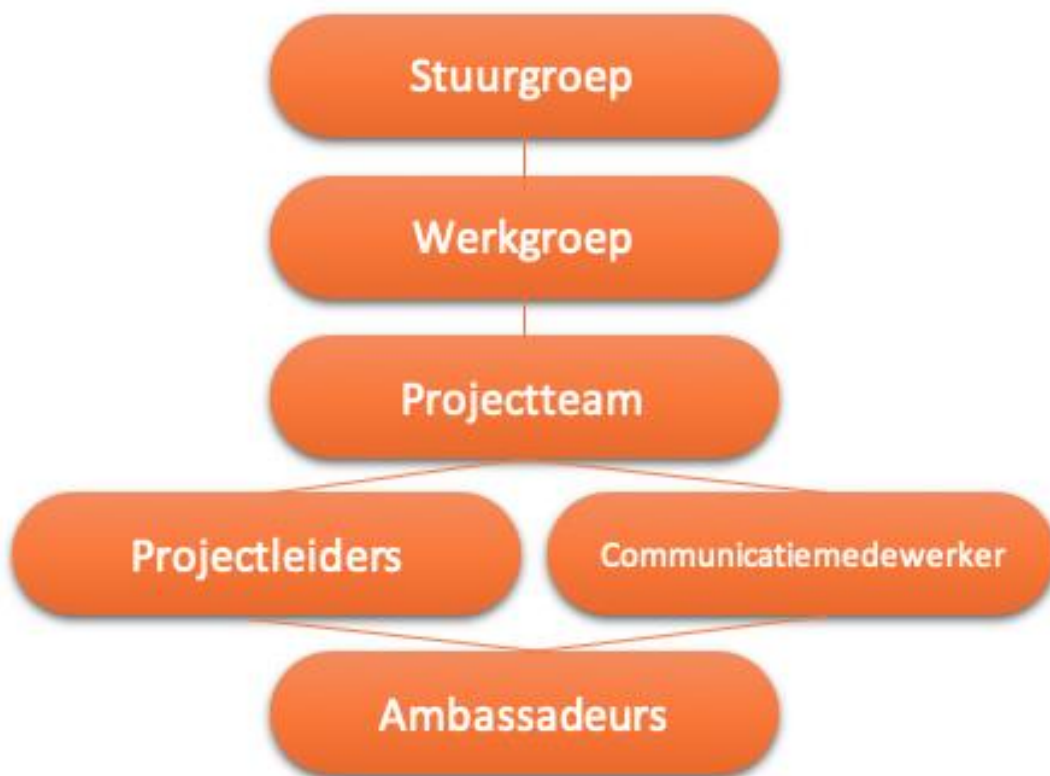 Stuurgroep
Werkgroep
Projectteam
Projectleiders
Communicatiemedewerker
Ambassadeurs